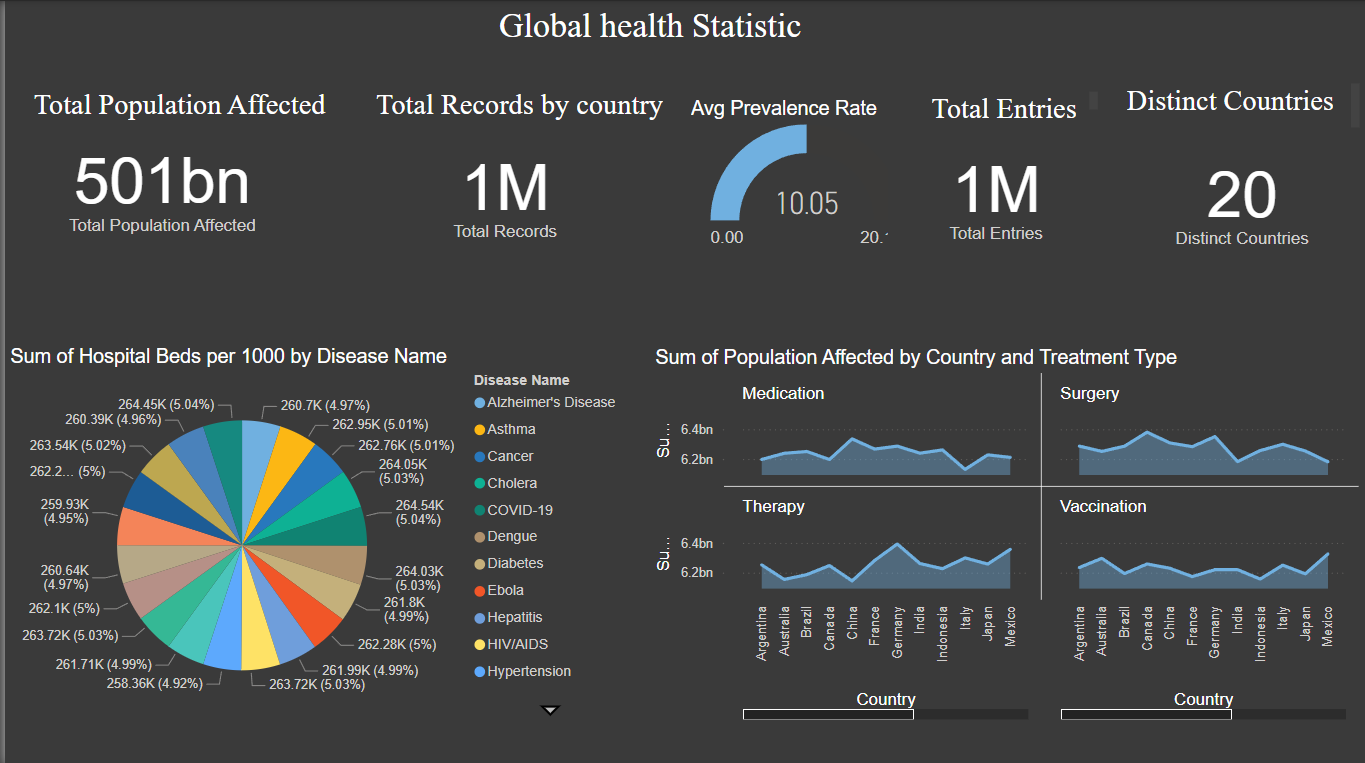 Global health Statistic
Total Population Affected
Total Records by country
Avg Prevalence Rate
Total Entries
Distinct Countries
501bn
Total Population Affected
1M
Total Records
10.05
0.00
20.
1M
Total Entries
20
Distinct Countries
Sum of Hospital Beds per 1000 by Disease Name
260.7K (4.97%)
262.95K (5.01%)
262.76K (5.01%)
264.05K
(5.03%)
264.54K
(5.04%)
264.03K
(5.03%)
261.8K
(4.99%)
262.28K (5%)
261.99K (4.99%)
263.72K (5.03%)
258.36K (4.92%)
261.71K (4.99%)
263.72K (5.03%)
262.1K (5%)
260.64K
(4.97%)
259.93K
(4.95%)
262.2... (5%)
263.54K (5.02%)
260.39K (4.96%)
264.45K (5.04%)
Disease Name
Alzheimer's Disease
Asthma
Cancer
Cholera
COVID-19
Dengue
Diabetes
Ebola
Hepatitis
HIV/AIDS
Hypertension
Sum of Population Affected by Country and Treatment Type
Medication
Su...
6.4bn
6.2bn
Surgery
Therapy
Su...
6.4bn
6.2bn
Vaccination
Argentina
Australia
Brazil
Canada
China
France
Germany
India
Indonesia
Italy
Japan
Mexico
Country
Argentina
Australia
Brazil
Canada
China
France
Germany
India
Indonesia
Italy
Japan
Mexico
Country